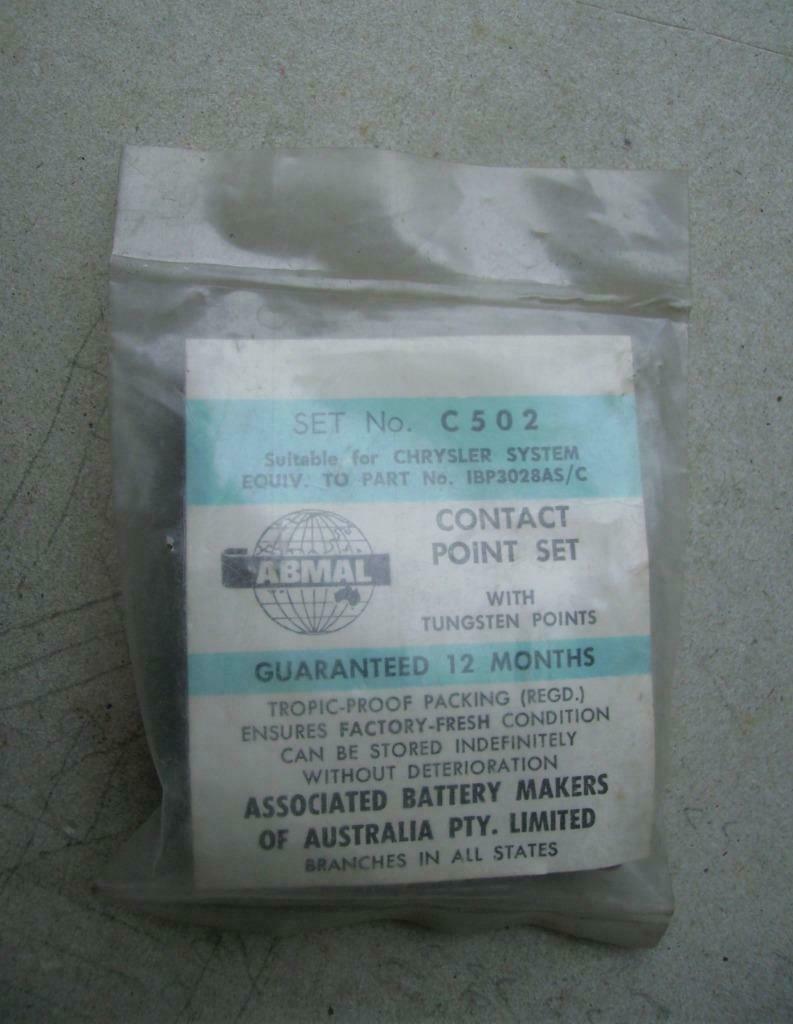 SET No. C502
Suitable for CHRYSLER SYSTEM
EQUIV. TO PART No. IBP3028AS/C
ABMAL
CONTACT
POINT SET
WITH
TUNGSTEN POINTS
GUARANTEED 12 MONTHS
TROPIC-PROOF PACKING (REGD.)
ENSURES FACTORY-FRESH CONDITION
CAN BE STORED INDEFINITELY
WITHOUT DETERIORATION
ASSOCIATED BATTERY MAKERS
OF AUSTRALIA PTY. LIMITED
BRANCHES IN ALL STATES